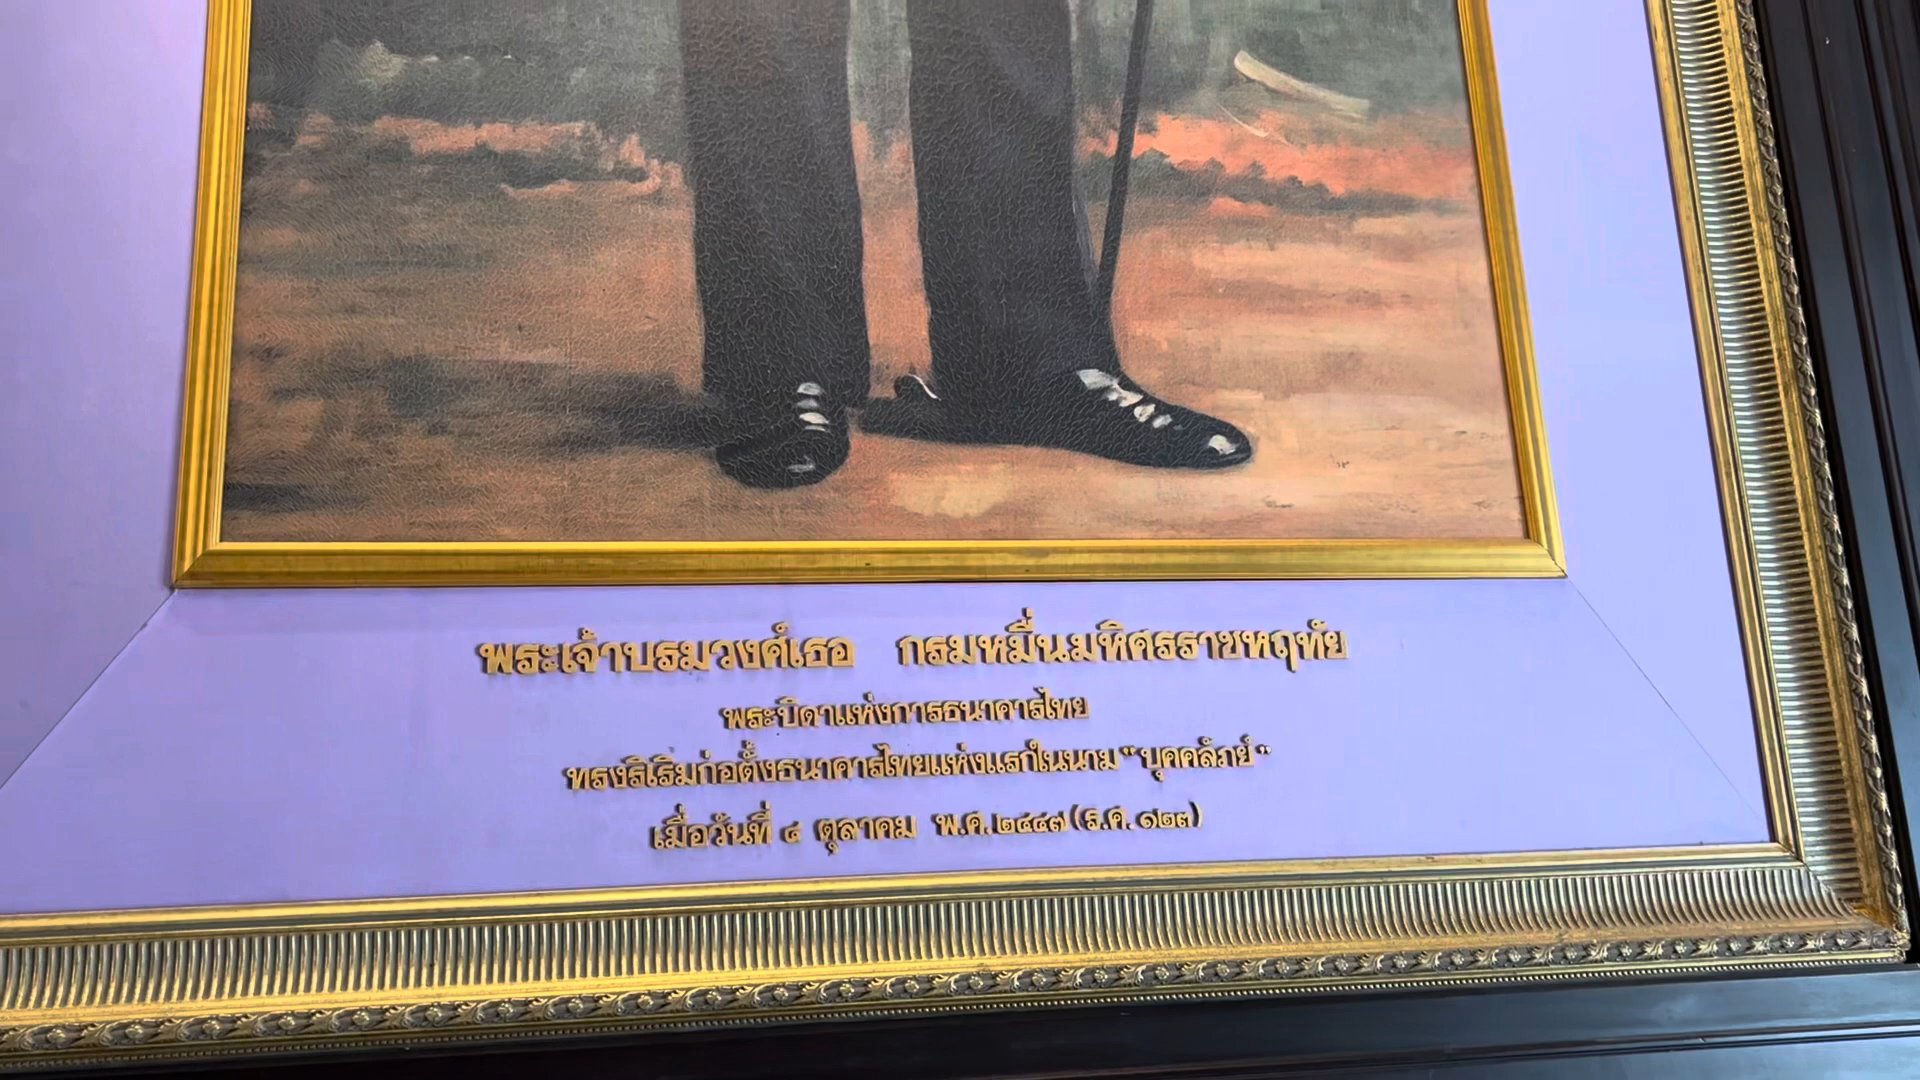 พระเจ้าบรมวงศ์เธอ กรมหมื่นมหิศรราชหฤทัย
พระบิดาแห่งการธนาคารไทย
ทรงริเริ่มก่อตั้งธนาคารไทยแห่งแรกในนาม “บุคคลัภย์”
เมื่อวันที่ ๔ ตุลาคม พ.ศ. ๒๔๔๗ (ร.ศ. ๑๒๓)